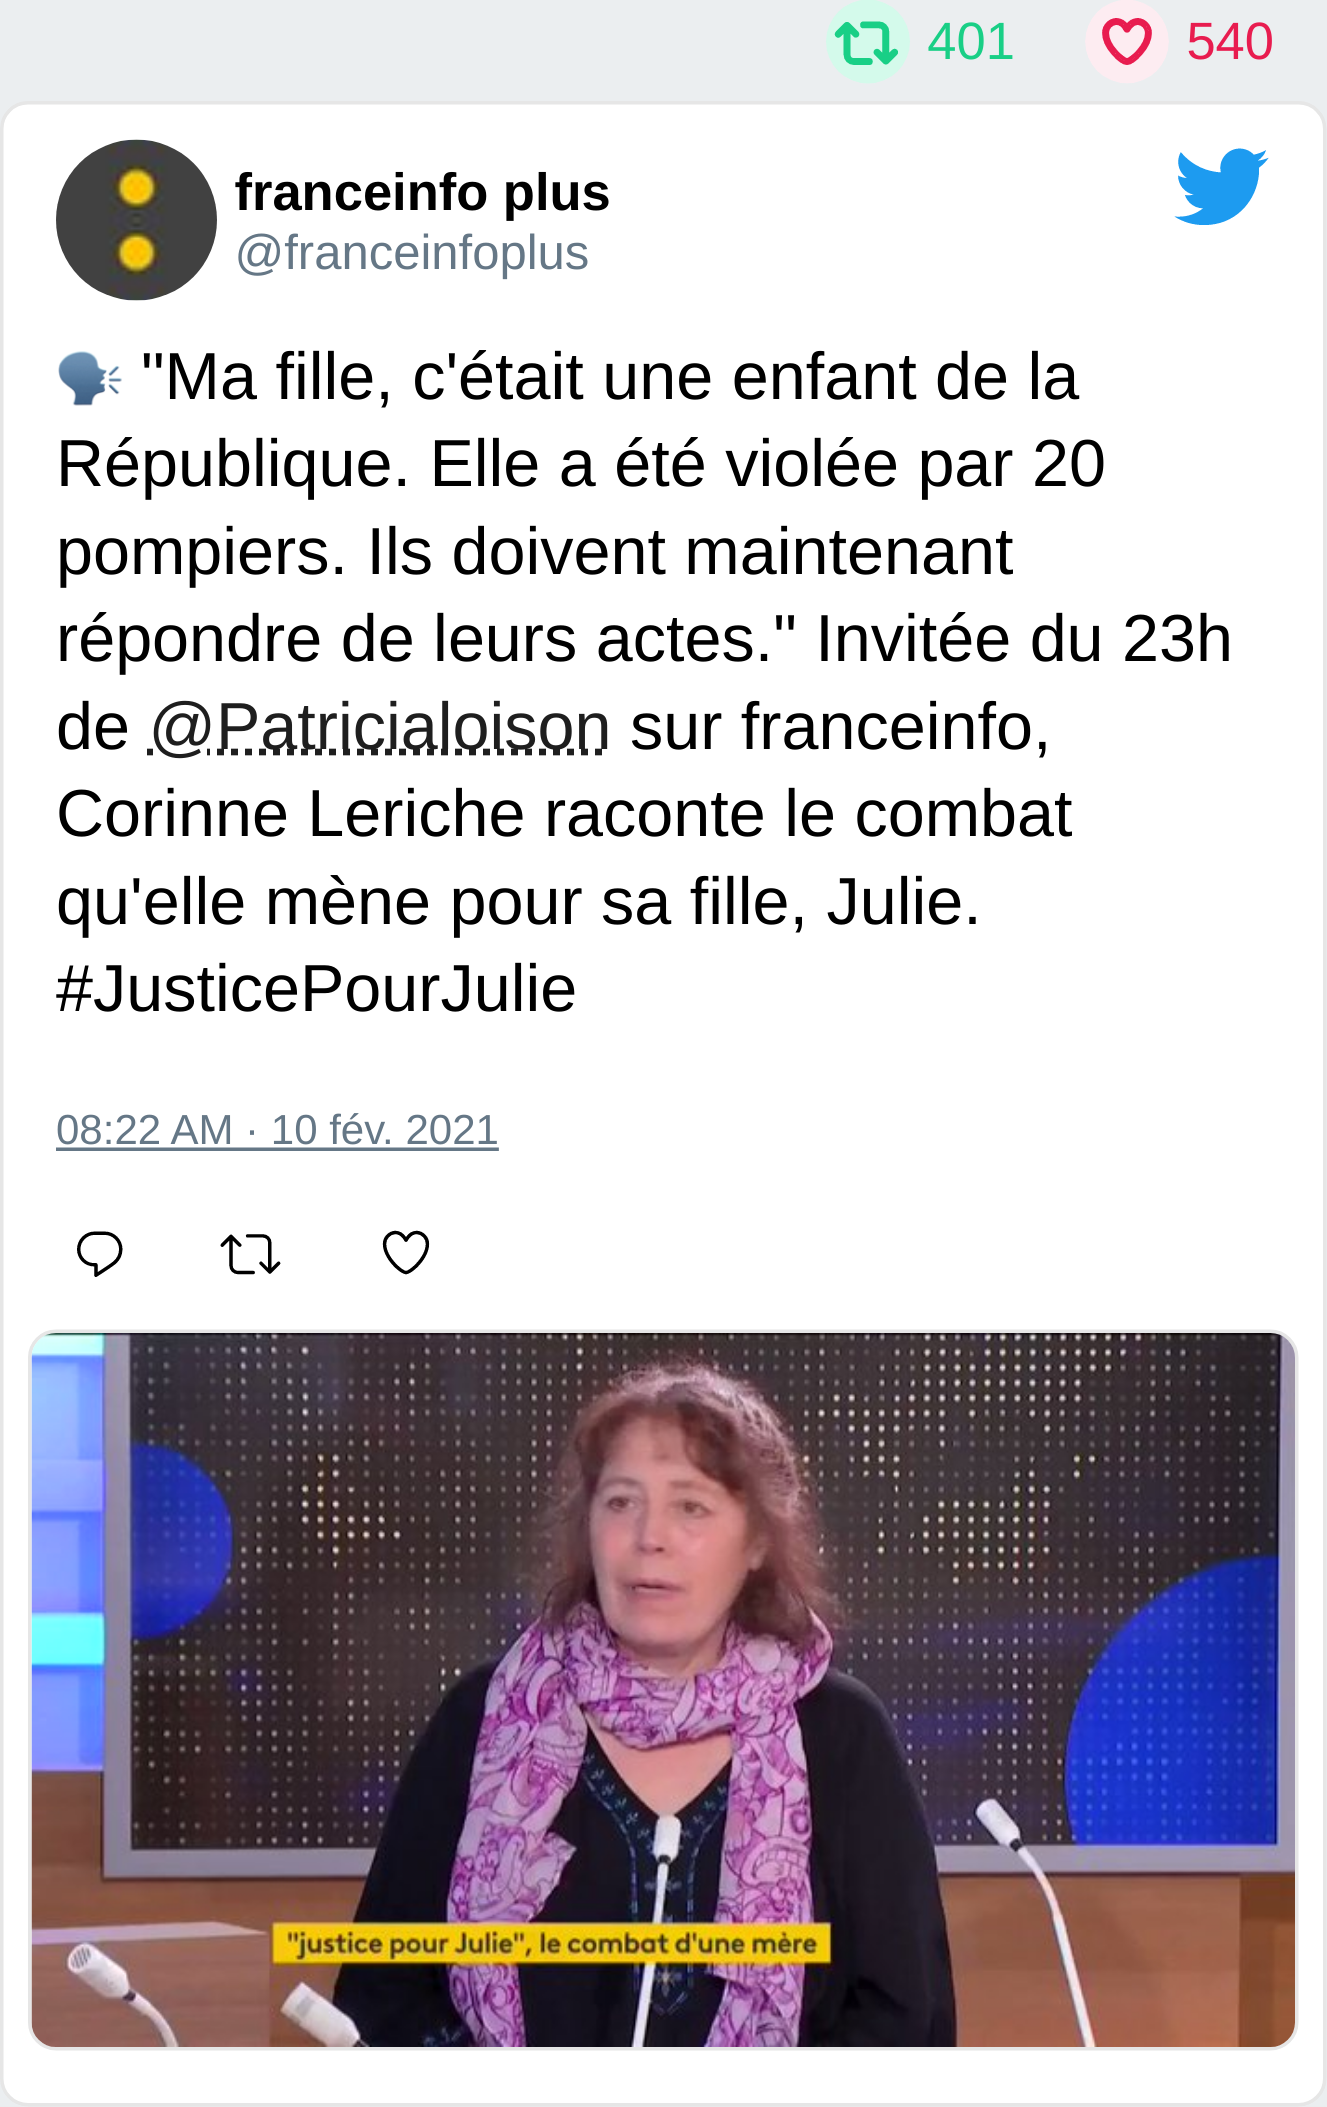 401 540
franceinfo plus
@franceinfoplus
🗣️ "Ma fille, c'était une enfant de la
République. Elle a été violée par 20
pompiers. Ils doivent maintenant
répondre de leurs actes." Invitée du 23h
de @Patricialoison sur franceinfo,
Corinne Leriche raconte le combat
qu'elle mène pour sa fille, Julie.
#JusticePourJulie
08:22 AM · 10 fév. 2021
"justice pour Julie", le combat d'une mère